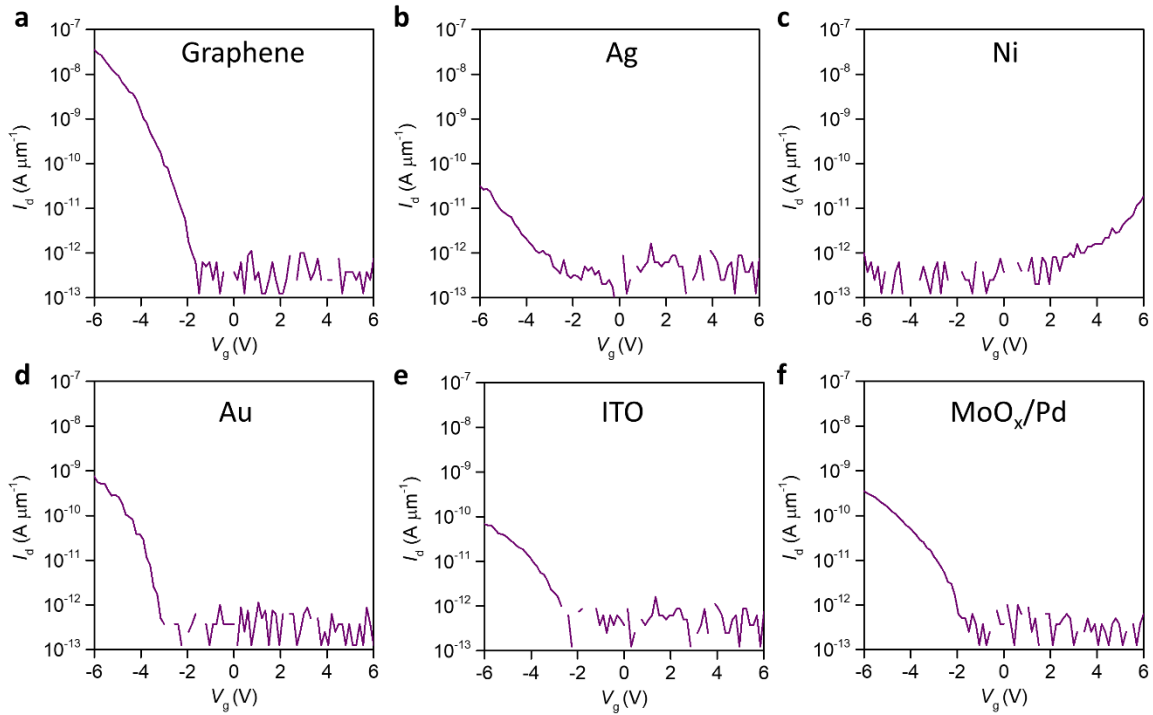 a
Graphene
10⁻⁷
10⁻⁸
10⁻⁹
10⁻¹⁰
10⁻¹¹
10⁻¹²
10⁻¹³
I_d (A μm⁻¹)
-6 -4 -2 0 2 4 6
V_g (V)
b
Ag
10⁻⁷
10⁻⁸
10⁻⁹
10⁻¹⁰
10⁻¹¹
10⁻¹²
10⁻¹³
I_d (A μm⁻¹)
-6 -4 -2 0 2 4 6
V_g (V)
c
Ni
10⁻⁷
10⁻⁸
10⁻⁹
10⁻¹⁰
10⁻¹¹
10⁻¹²
10⁻¹³
I_d (A μm⁻¹)
-6 -4 -2 0 2 4 6
V_g (V)
d
Au
10⁻⁷
10⁻⁸
10⁻⁹
10⁻¹⁰
10⁻¹¹
10⁻¹²
10⁻¹³
I_d (A μm⁻¹)
-6 -4 -2 0 2 4 6
V_g (V)
e
ITO
10⁻⁷
10⁻⁸
10⁻⁹
10⁻¹⁰
10⁻¹¹
10⁻¹²
10⁻¹³
I_d (A μm⁻¹)
-6 -4 -2 0 2 4 6
V_g (V)
f
MoOₓ/Pd
10⁻⁷
10⁻⁸
10⁻⁹
10⁻¹⁰
10⁻¹¹
10⁻¹²
10⁻¹³
I_d (A μm⁻¹)
-6 -4 -2 0 2 4 6
V_g (V)